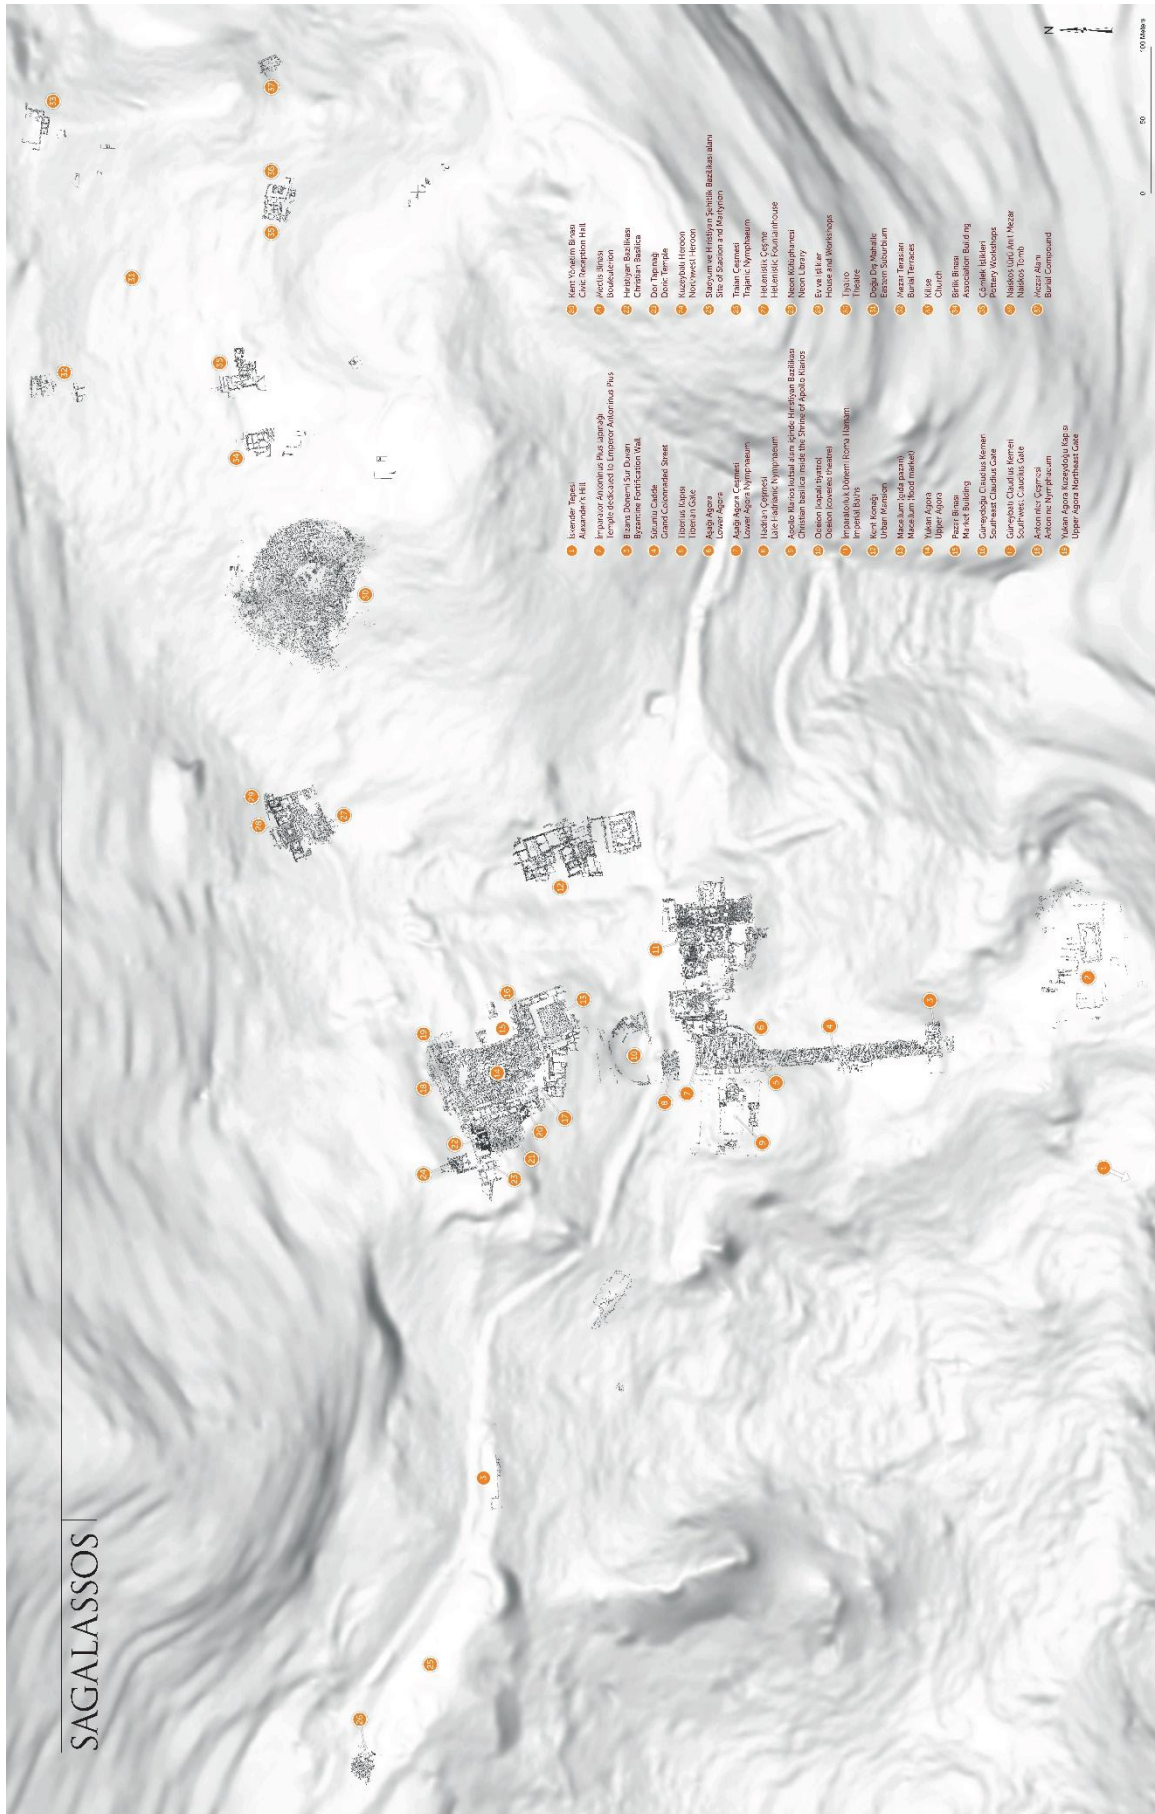 SAGALASSOS
1 İskender Tepesi
Alexander's Hill
2 İmparator Antoninus Pius tapınağı
Temple dedicated to Emperor Antoninus Pius
3 Bizans Dönemi Sur Duvarı
Byzantine Fortification Wall
4 Sütunlu Cadde
Grand Colonnaded Street
5 Tiberius Kapısı
Tiberian Gate
6 Aşağı Agora
Lower Agora
7 Aşağı Agora Çeşmesi
Lower Agora Nymphaeum
8 Hadrian Çeşmesi
Late Hadrianic Nymphaeum
9 Apollo Klarios kutsal alanı içinde Hıristiyan Bazilikası
Christian basilica inside the Shrine of Apollo Klarios
10 Odeion (kapalı tiyatro)
Odeion (covered theatre)
11 İmparatorluk Dönemi Roma Hamamı
Imperial Baths
12 Kent Konağı
Urban Mansion
13 Macellum (gıda pazarı)
Macellum (food market)
14 Yukarı Agora
Upper Agora
15 Pazar Binası
Market Building
16 Güneydoğu Claudius Kemeri
Southeast Claudius Gate
17 Güneybatı Claudius Kemeri
Southwest Claudius Gate
18 Antoninler Çeşmesi
Antonine Nymphaeum
19 Yukarı Agora Kuzeydoğu Kapısı
Upper Agora Northeast Gate
20 Kent Yönetim Binası
Civic Reception Hall
21 Meclis Binası
Bouleuterion
22 Hıristiyan Bazilikası
Christian Basilica
23 Dor Tapınağı
Doric Temple
24 Kuzeybatı Heroon
Northwest Heroon
25 Stadyum ve Hıristiyan Şehitlik Bazilikası alanı
Site of Stadion and Martyrion
26 Traian Çeşmesi
Trajanic Nymphaeum
27 Hellenistik Çeşme
Hellenistic Fountainhouse
28 Neon Kütüphanesi
Neon Library
29 Ev ve işlikler
House and Workshops
30 Tiyatro
Theatre
31 Doğu Dış Mahalle
Eastern Suburbium
32 Mezar Terasları
Burial Terraces
33 Kilise
Church
34 Birlik Binası
Association Building
35 Çömlek İşlikleri
Pottery Workshops
36 Naiskos türü Anıt Mezar
Naiskos Tomb
37 Mezar Alanı
Burial Compound
N
0 50 100 Meters